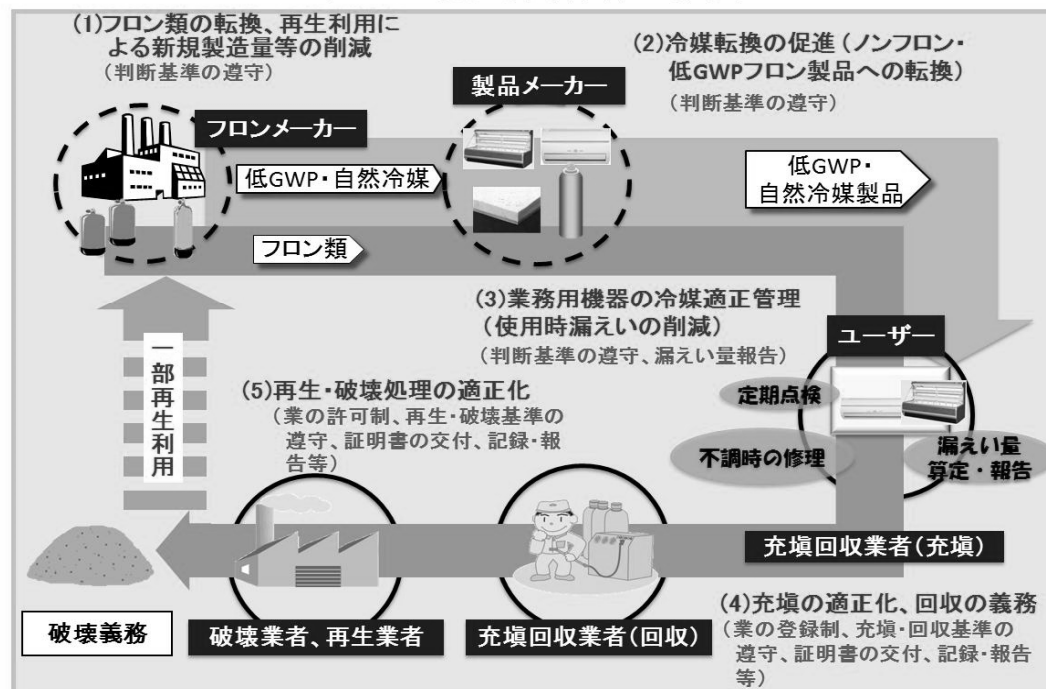 (1)フロン類の転換、再生利用に
よる新規製造量等の削減
(判断基準の遵守)
(2)冷媒転換の促進(ノンフロン・
低GWPフロン製品への転換)
(判断基準の遵守)
製品メーカー
フロンメーカー
低GWP・自然冷媒
低GWP・
自然冷媒製品
フロン類
(3)業務用機器の冷媒適正管理
(使用時漏えいの削減)
(判断基準の遵守、漏えい量報告)
ユーザー
定期点検
不調時の修理
漏えい量
算定・報告
一部再生利用
(5)再生・破壊処理の適正化
(業の許可制、再生・破壊基準の
遵守、証明書の交付、記録・報
告等)
充塡回収業者(充塡)
破壊義務
破壊業者、再生業者
充塡回収業者(回収)
(4)充塡の適正化、回収の義務
(業の登録制、充塡・回収基準の
遵守、証明書の交付、記録・報告
等)